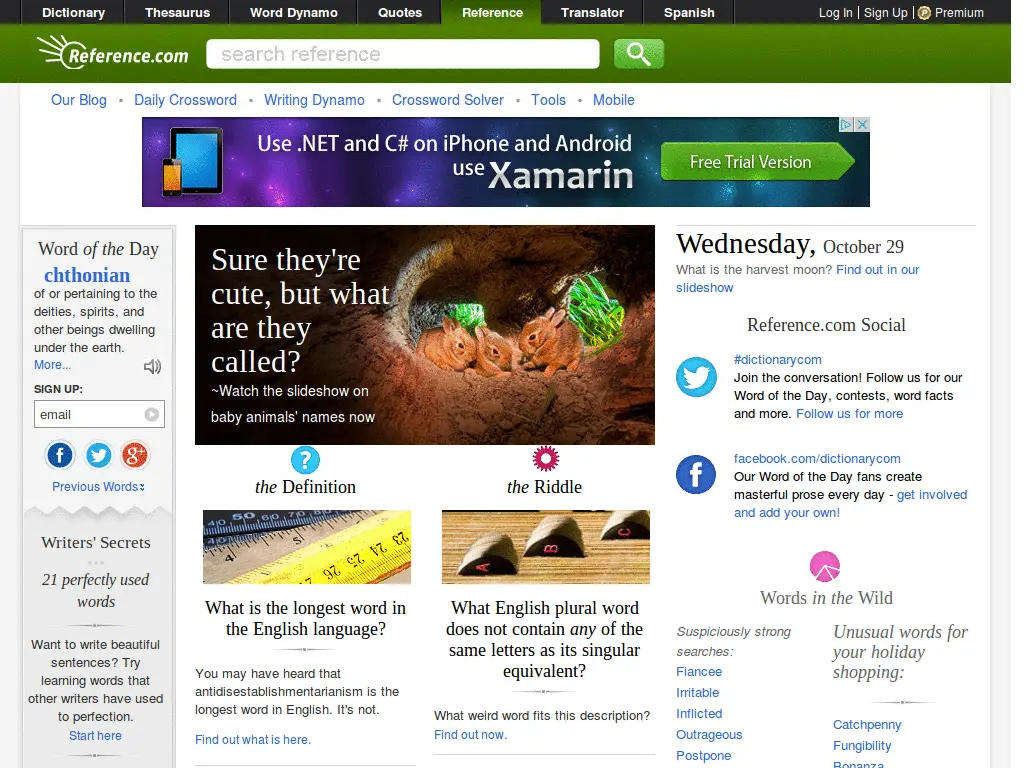 Dictionary Thesaurus Word Dynamo Quotes Reference Translator Spanish Log In | Sign Up | Premium
Reference.com search reference
Our Blog • Daily Crossword • Writing Dynamo • Crossword Solver • Tools • Mobile
Use .NET and C# on iPhone and Android
use Xamarin
Free Trial Version
Word of the Day
chthonian
of or pertaining to the
deities, spirits, and
other beings dwelling
under the earth.
More...
SIGN UP:
email
Previous Words
Writers' Secrets
21 perfectly used
words
Want to write beautiful
sentences? Try
learning words that
other writers have used
to perfection.
Start here
Sure they're
cute, but what
are they
called?
~Watch the slideshow on
baby animals' names now
the Definition
What is the longest word in
the English language?
You may have heard that
antidisestablishmentarianism is the
longest word in English. It's not.
Find out what is here.
the Riddle
A B C
What English plural word
does not contain any of the
same letters as its singular
equivalent?
What weird word fits this description?
Find out now.
Wednesday, October 29
What is the harvest moon? Find out in our
slideshow
Reference.com Social
#dictionarycom
Join the conversation! Follow us for our
Word of the Day, contests, word facts
and more. Follow us for more
facebook.com/dictionarycom
Our Word of the Day fans create
masterful prose every day - get involved
and add your own!
Words in the Wild
Suspiciously strong
searches:
Fiancee
Irritable
Inflicted
Outrageous
Postpone
Unusual words for
your holiday
shopping:
Catchpenny
Fungibility
Bonanza